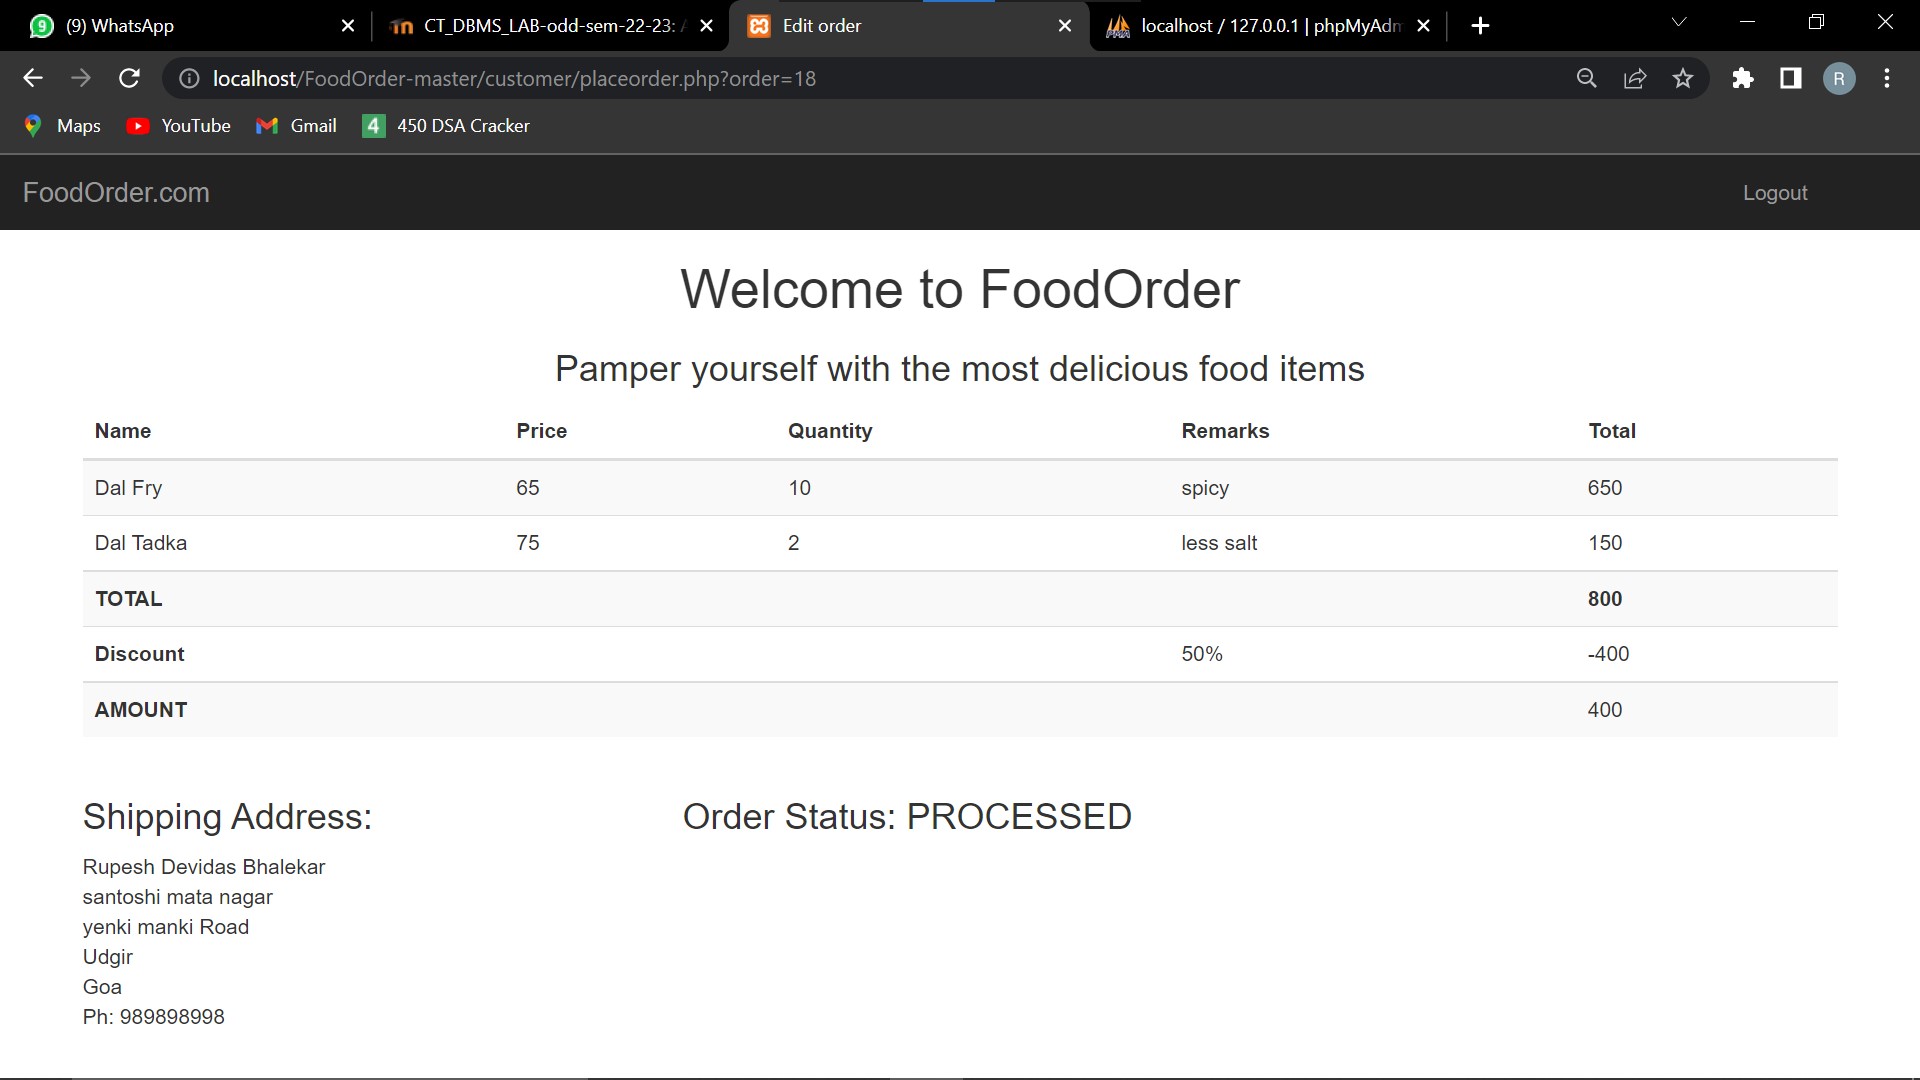 (9) WhatsApp
CT_DBMS_LAB-odd-sem-22-23:
Edit order
localhost / 127.0.0.1 | phpMyAdm
localhost/FoodOrder-master/customer/placeorder.php?order=18
R
Maps YouTube Gmail 4 450 DSA Cracker
FoodOrder.com Logout
Welcome to FoodOrder
Pamper yourself with the most delicious food items
Name Price Quantity Remarks Total
Dal Fry 65 10 spicy 650
Dal Tadka 75 2 less salt 150
TOTAL 800
Discount 50% -400
AMOUNT 400
Shipping Address: Order Status: PROCESSED
Rupesh Devidas Bhalekar
santoshi mata nagar
yenki manki Road
Udgir
Goa
Ph: 989898998